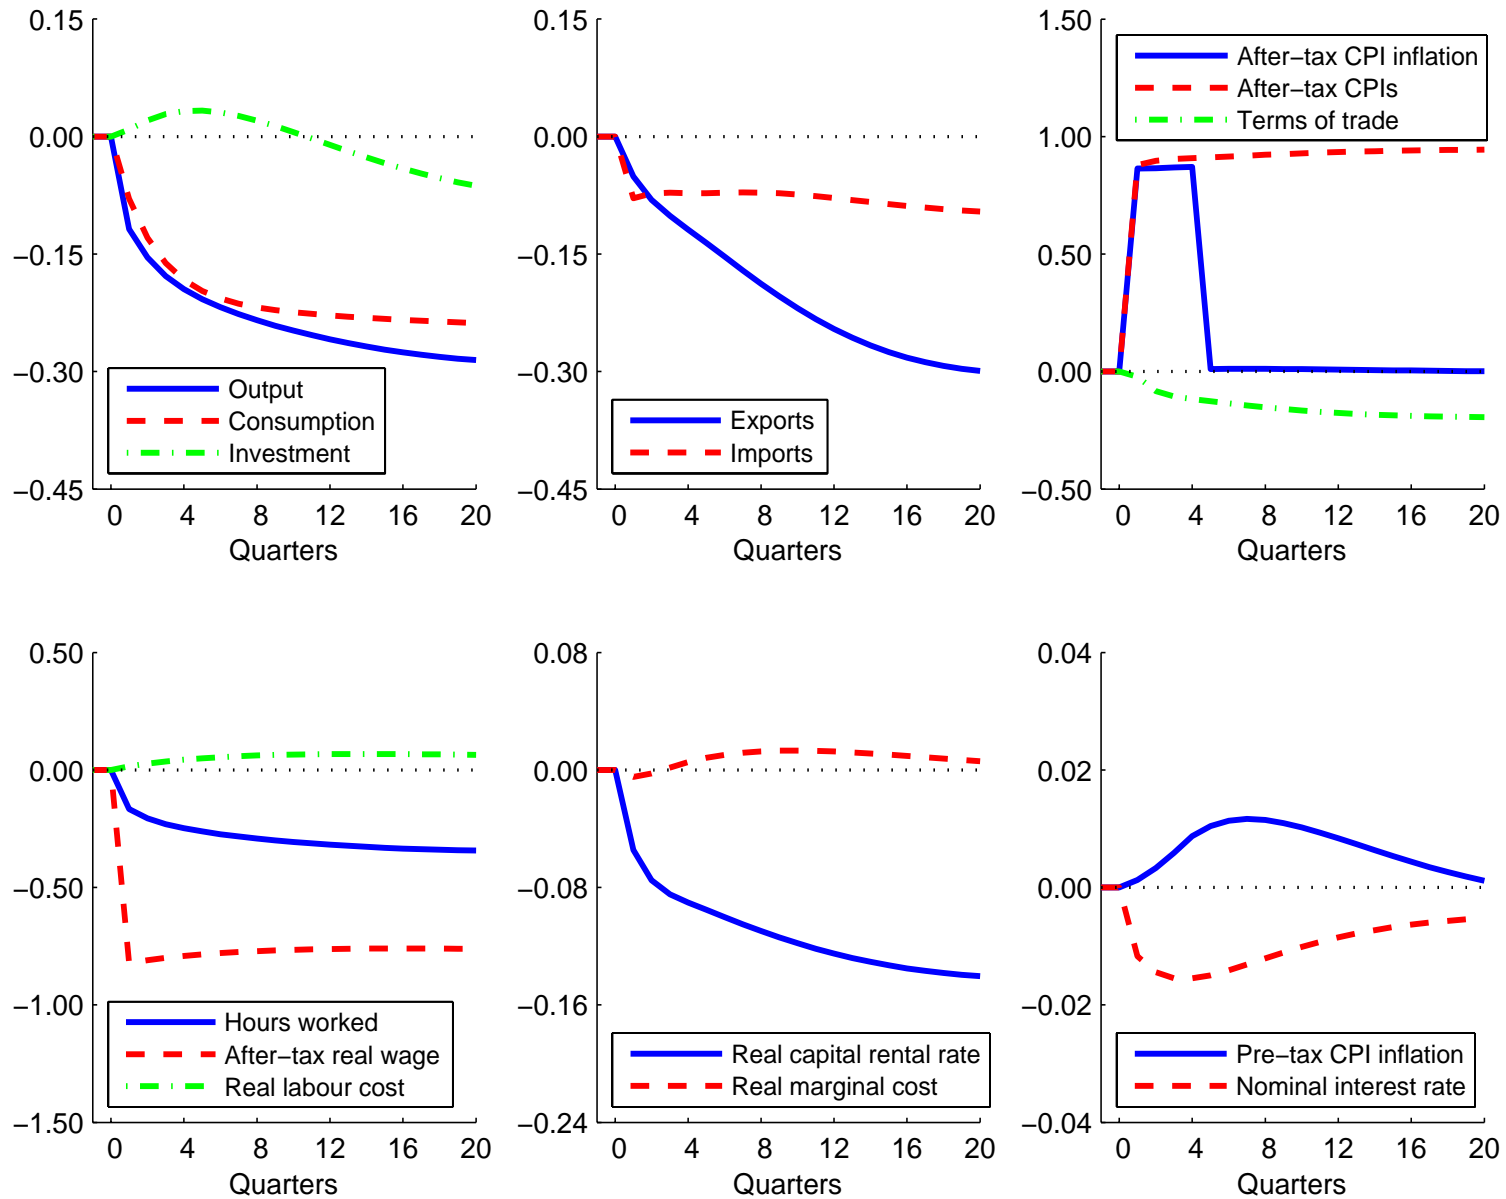 0.15
0.00
−0.15
−0.30
−0.45
Output
Consumption
Investment
0 4 8 12 16 20
Quarters
0.15
0.00
−0.15
−0.30
−0.45
Exports
Imports
0 4 8 12 16 20
Quarters
1.50
1.00
0.50
0.00
−0.50
After−tax CPI inflation
After−tax CPIs
Terms of trade
0 4 8 12 16 20
Quarters
0.50
0.00
−0.50
−1.00
−1.50
Hours worked
After−tax real wage
Real labour cost
0 4 8 12 16 20
Quarters
0.08
0.00
−0.08
−0.16
−0.24
Real capital rental rate
Real marginal cost
0 4 8 12 16 20
Quarters
0.04
0.02
0.00
−0.02
−0.04
Pre−tax CPI inflation
Nominal interest rate
0 4 8 12 16 20
Quarters